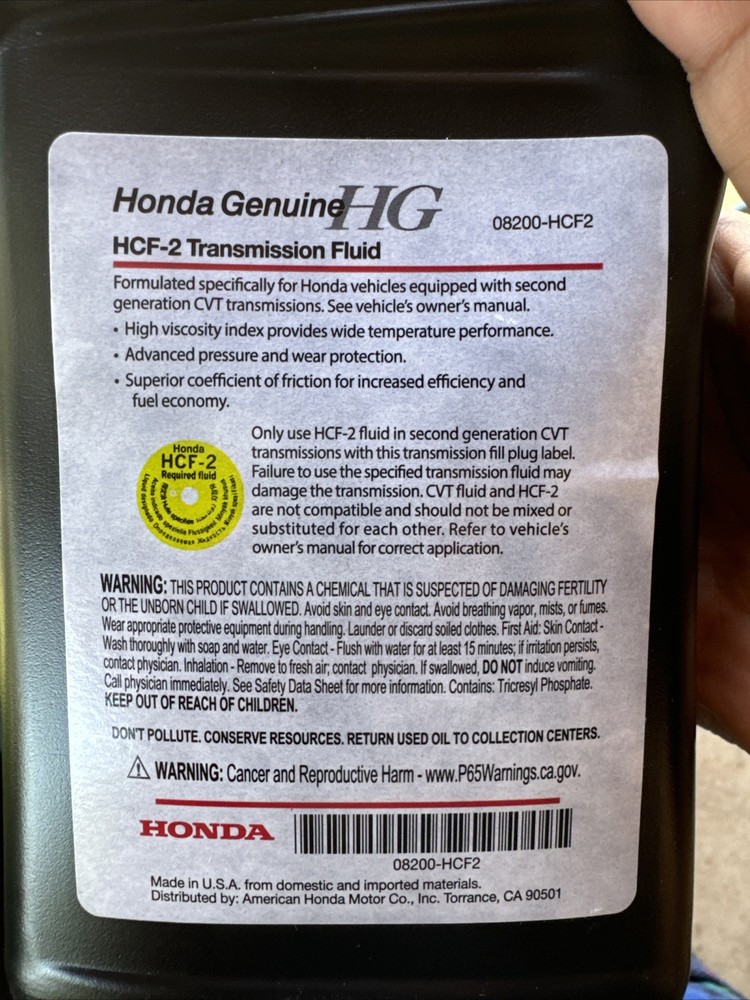 Honda Genuine HG
08200-HCF2
HCF-2 Transmission Fluid
Formulated specifically for Honda vehicles equipped with second
generation CVT transmissions. See vehicle's owner's manual.
• High viscosity index provides wide temperature performance.
• Advanced pressure and wear protection.
• Superior coefficient of friction for increased efficiency and
fuel economy.
Honda
HCF-2
Required fluid
Only use HCF-2 fluid in second generation CVT
transmissions with this transmission fill plug label.
Failure to use the specified transmission fluid may
damage the transmission. CVT fluid and HCF-2
are not compatible and should not be mixed or
substituted for each other. Refer to vehicle's
owner's manual for correct application.
WARNING: THIS PRODUCT CONTAINS A CHEMICAL THAT IS SUSPECTED OF DAMAGING FERTILITY
OR THE UNBORN CHILD IF SWALLOWED. Avoid skin and eye contact. Avoid breathing vapor, mists, or fumes.
Wear appropriate protective equipment during handling. Launder or discard soiled clothes. First Aid: Skin Contact -
Wash thoroughly with soap and water. Eye Contact - Flush with water for at least 15 minutes; if irritation persists,
contact physician. Inhalation - Remove to fresh air; contact physician. If swallowed, DO NOT induce vomiting.
Call physician immediately. See Safety Data Sheet for more information. Contains: Tricresyl Phosphate.
KEEP OUT OF REACH OF CHILDREN.
DON'T POLLUTE. CONSERVE RESOURCES. RETURN USED OIL TO COLLECTION CENTERS.
WARNING: Cancer and Reproductive Harm - www.P65Warnings.ca.gov.
HONDA
08200-HCF2
Made in U.S.A. from domestic and imported materials.
Distributed by: American Honda Motor Co., Inc. Torrance, CA 90501